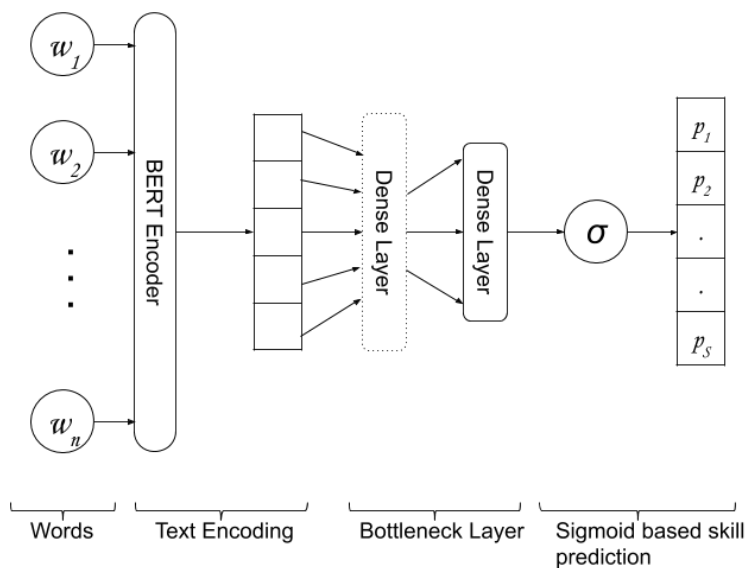 w1
w2
wn
BERT Encoder
Dense Layer
Dense Layer
σ
p1
p2
.
.
pS
Words
Text Encoding
Bottleneck Layer
Sigmoid based skill
prediction